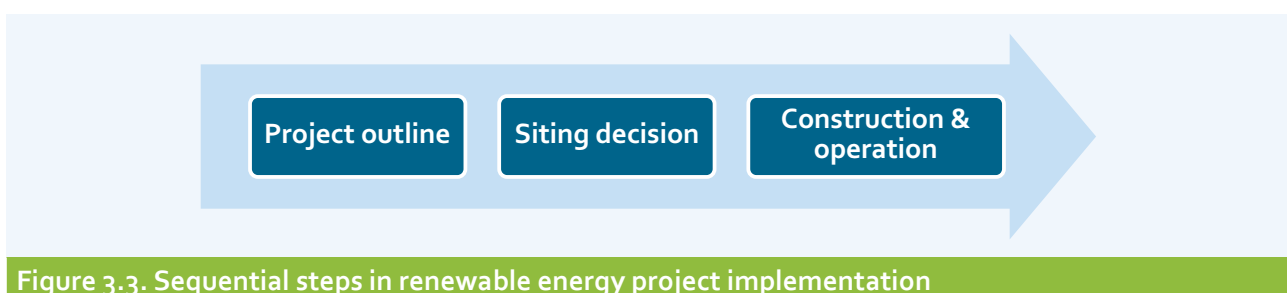 Project outline
Siting decision
Construction &
operation
Figure 3.3. Sequential steps in renewable energy project implementation